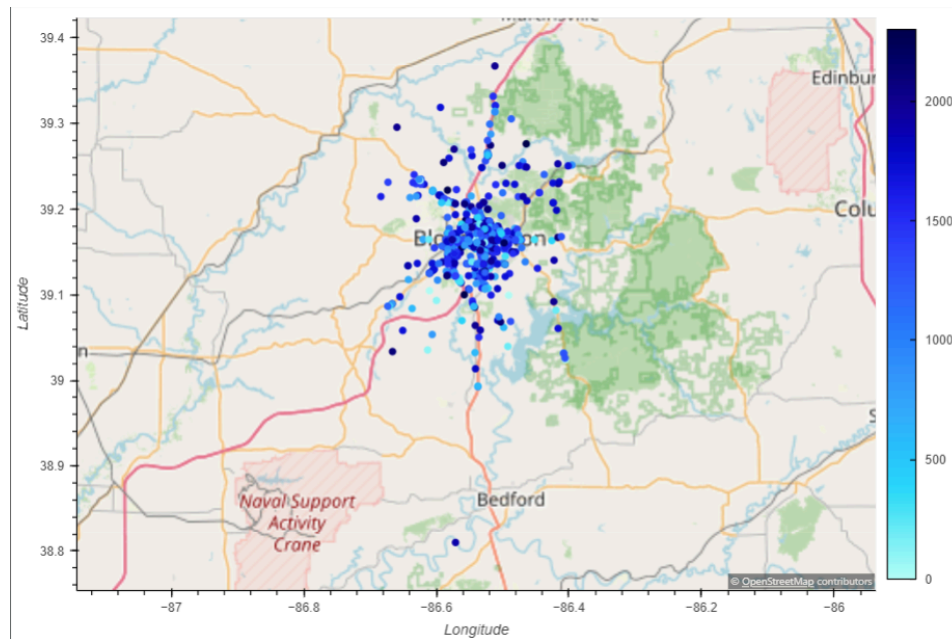 Martinsville
39.4
Edinbur
2000
39.3
39.2
Colu
1500
Latitude
39.1
n
1000
39
S
38.9
500
Naval Support
Activity
Crane
Bedford
38.8
© OpenStreetMap contributors
0
−87
−86.8
−86.6
−86.4
−86.2
−86
Longitude